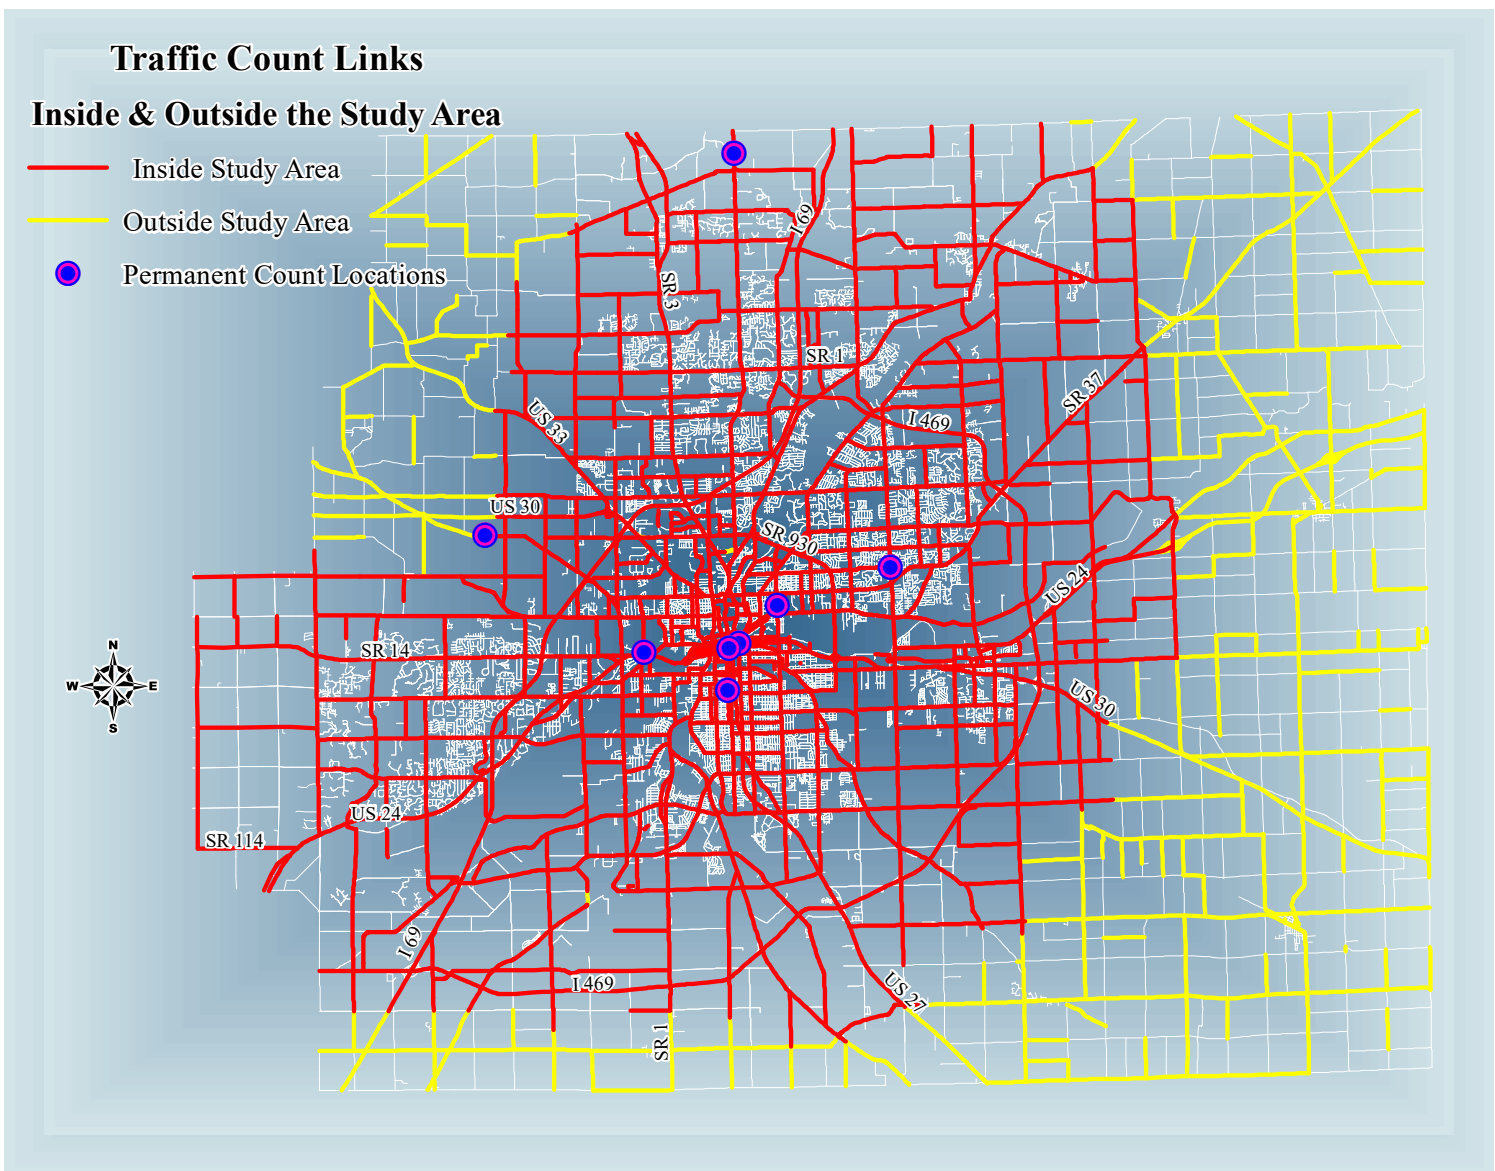 Traffic Count Links
Inside & Outside the Study Area
Inside Study Area
Outside Study Area
Permanent Count Locations
I 69
SR 3
SR 1
SR 37
US 33
I 469
US 30
SR 930
US 24
N
W E
S
SR 14
US 30
US 24
SR 114
I 69
I 469
US 27
SR 1